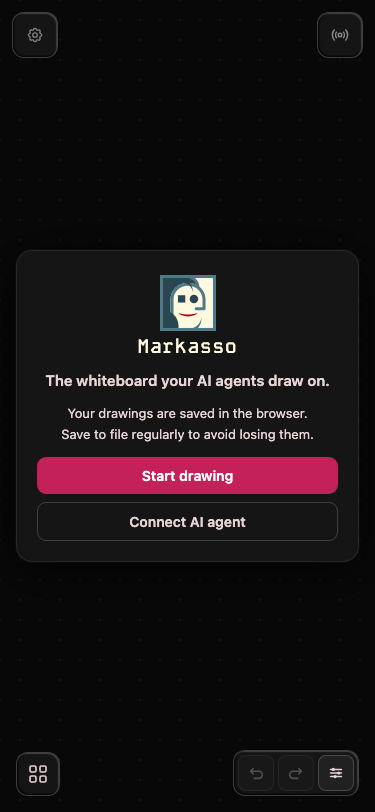 Markasso
The whiteboard your AI agents draw on.
Your drawings are saved in the browser.
Save to file regularly to avoid losing them.
Start drawing
Connect AI agent